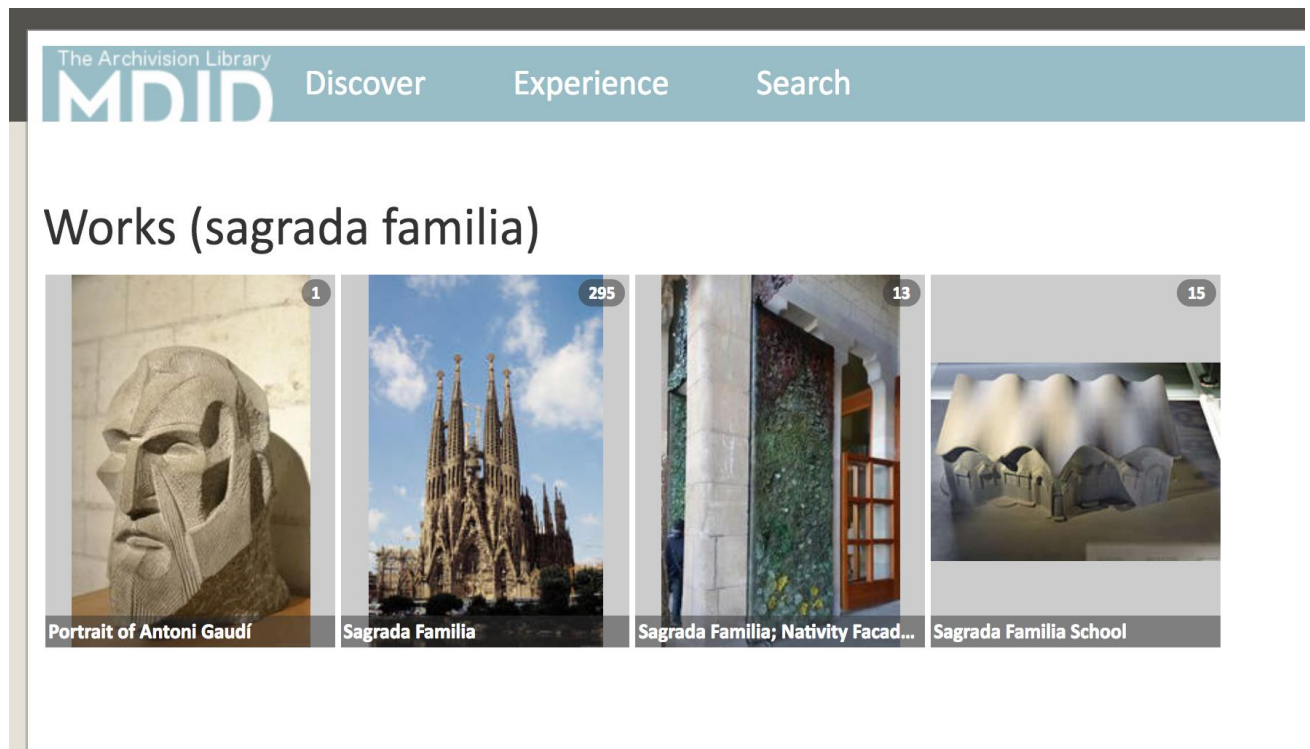 The Archivision Library
MDID
Discover Experience Search
Works (sagrada familia)
1
295
13
15
Portrait of Antoni Gaudí
Sagrada Familia
Sagrada Familia; Nativity Facad...
Sagrada Familia School